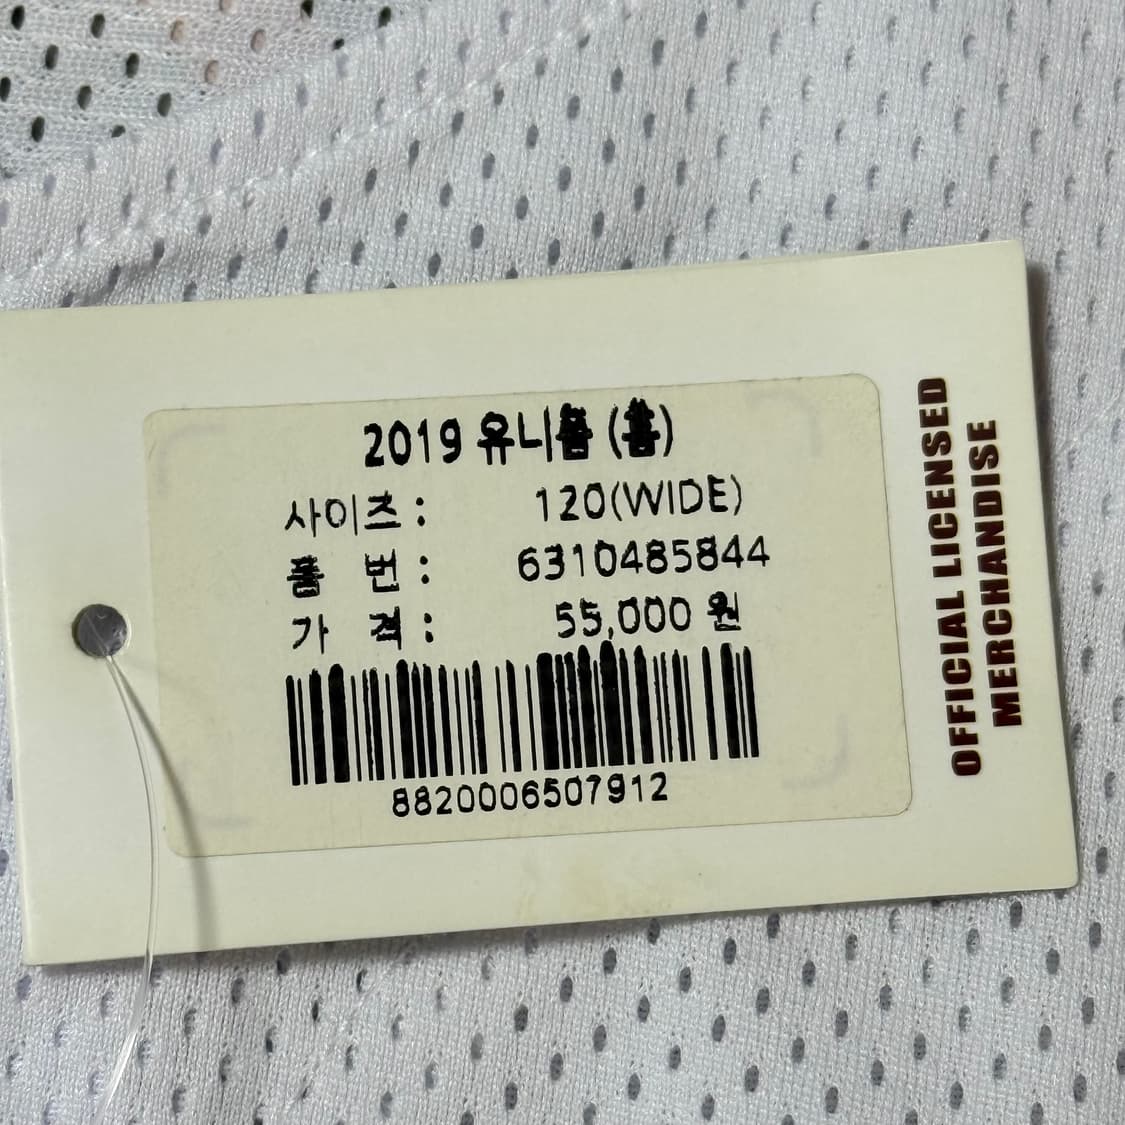 2019 유니폼 (홈)
사이즈 : 120(WIDE)
품 번 : 6310485844
가 격 : 55,000 원
8820006507912
OFFICIAL LICENSED
MERCHANDISE